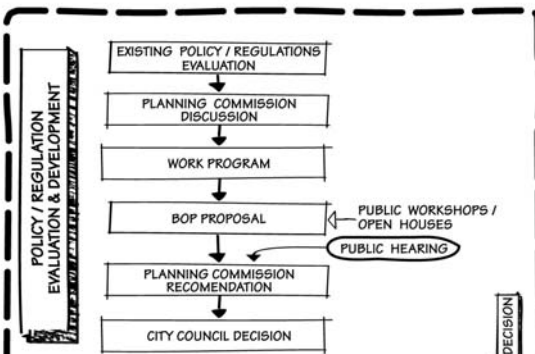 POLICY / REGULATION
EVALUATION & DEVELOPMENT
EXISTING POLICY / REGULATIONS
EVALUATION
PLANNING COMMISSION
DISCUSSION
WORK PROGRAM
BOP PROPOSAL
PUBLIC WORKSHOPS /
OPEN HOUSES
PUBLIC HEARING
PLANNING COMMISSION
RECOMENDATION
CITY COUNCIL DECISION
DECISION